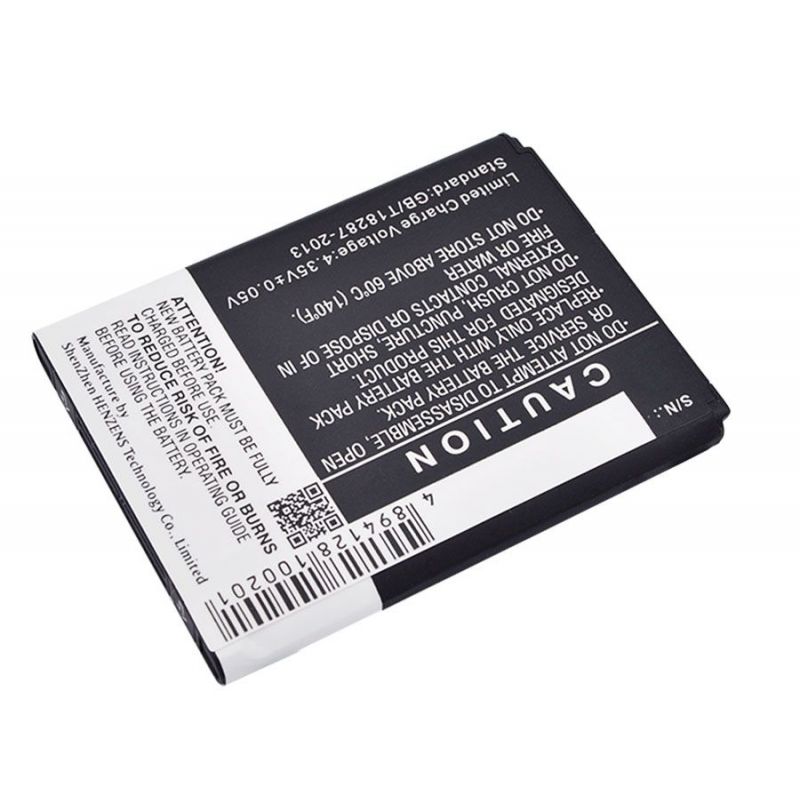 CAUTION
•DO NOT ATTEMPT TO DISASSEMBLE, OPEN
OR SERVICE THE BATTERY PACK.
•REPLACE ONLY WITH THE BATTERY PACK
DESIGNATED FOR THIS PRODUCT.
•DO NOT CRUSH, PUNCTURE, SHORT
EXTERNAL CONTACTS OR DISPOSE OF IN
FIRE OR WATER
•DO NOT STORE ABOVE 60°C (140°F).
Standard:GB/T18287-2013
Limited Charge Voltage:4.35V±0.05V
S/N.:
ATTENTION:
NEW BATTERY PACK MUST BE FULLY
CHARGED BEFORE USE.
TO REDUCE RISK OF FIRE OR BURNS
READ INSTRUCTIONS IN OPERATING GUIDE
BEFORE USING THE BATTERY.
Manufacture by
ShenZhen HENZENS Technology Co., Limited
4 894128 100201